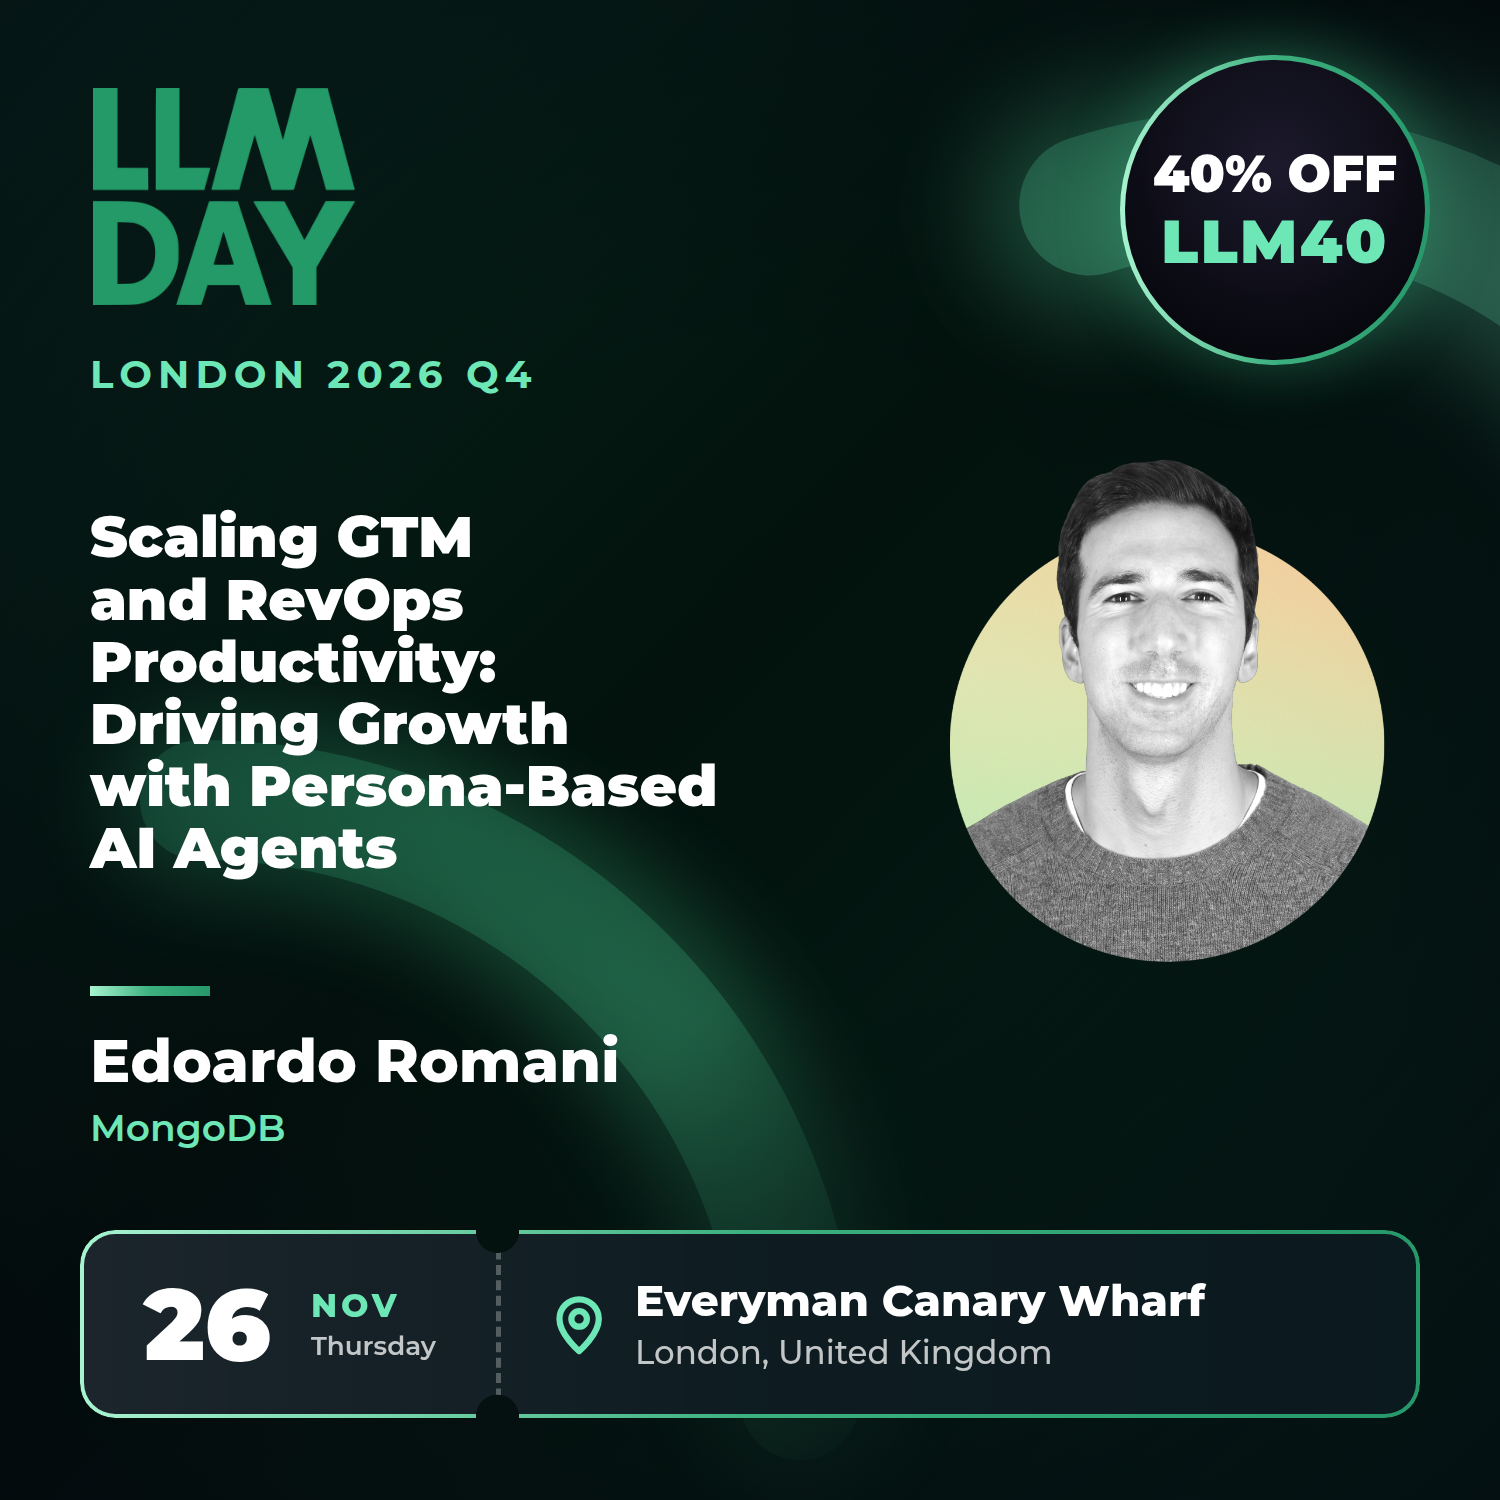 LLM
DAY
LONDON 2026 Q4
40% OFF
LLM40
Scaling GTM
and RevOps
Productivity:
Driving Growth
with Persona-Based
AI Agents
Edoardo Romani
MongoDB
26
NOV
Thursday
Everyman Canary Wharf
London, United Kingdom